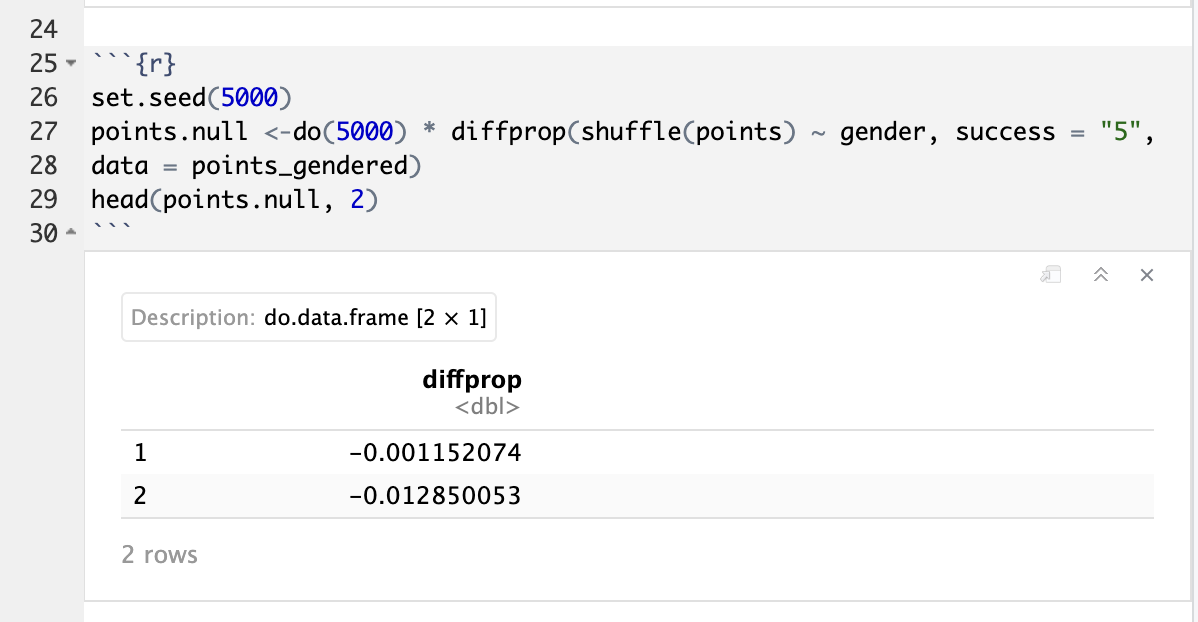 24
25 ```{r}
26 set.seed(5000)
27 points.null <-do(5000) * diffprop(shuffle(points) ~ gender, success = "5",
28 data = points_gendered)
29 head(points.null, 2)
30 ```
Description: do.data.frame [2 × 1]
diffprop
<dbl>
1 -0.001152074
2 -0.012850053
2 rows